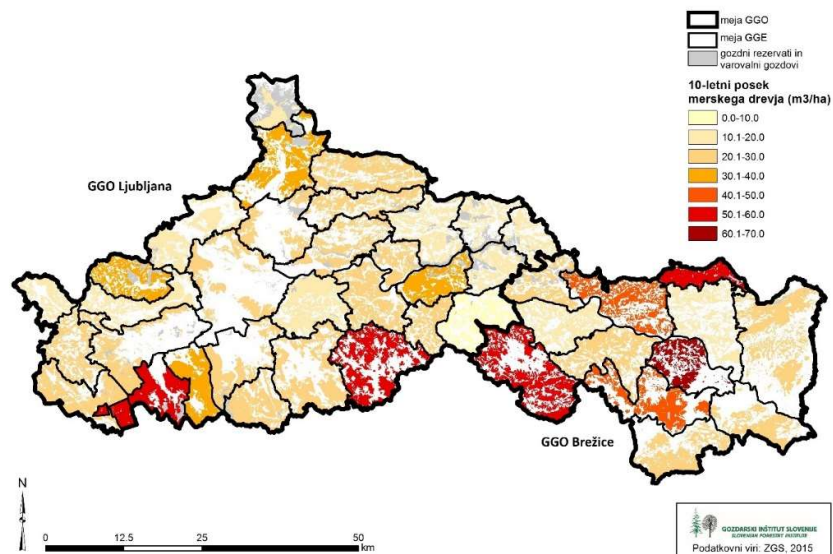 meja GGO
meja GGE
gozdni rezervati in
varovalni gozdovi
10-letni posek
merskega drevja (m3/ha)
0.0-10.0
10.1-20.0
20.1-30.0
30.1-40.0
40.1-50.0
50.1-60.0
60.1-70.0
GGO Ljubljana
GGO Brežice
N
0 12.5 25 50
km
GOZDARSKI INŠTITUT SLOVENIJE
SLOVENIAN FORESTRY INSTITUTE
Podatkovni viri: ZGS, 2015